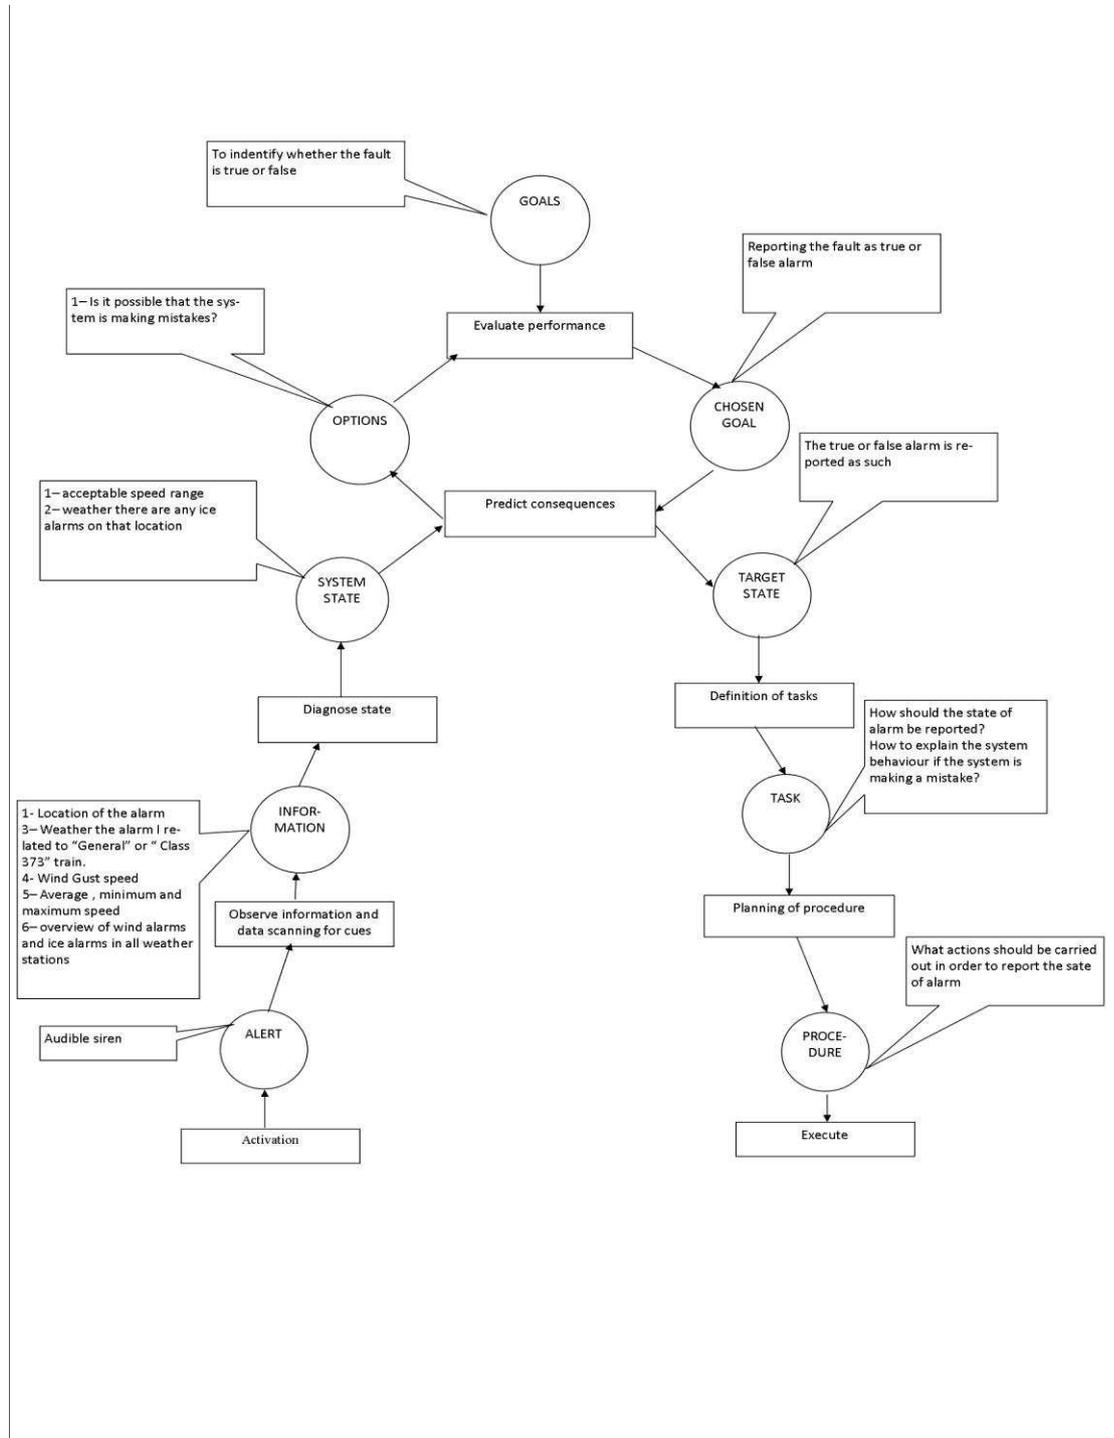 To indentify whether the fault
is true or false
GOALS
Reporting the fault as true or
false alarm
1– Is it possible that the sys-
tem is making mistakes?
Evaluate performance
OPTIONS
CHOSEN
GOAL
The true or false alarm is re-
ported as such
1– acceptable speed range
2– weather there are any ice
alarms on that location
Predict consequences
SYSTEM
STATE
TARGET
STATE
Diagnose state
Definition of tasks
How should the state of
alarm be reported?
How to explain the system
behaviour if the system is
making a mistake?
TASK
1- Location of the alarm
3– Weather the alarm I re-
lated to “General” or “ Class
373” train.
4- Wind Gust speed
5– Average , minimum and
maximum speed
6– overview of wind alarms
and ice alarms in all weather
stations
INFOR-
MATION
Observe information and
data scanning for cues
Planning of procedure
What actions should be carried
out in order to report the sate
of alarm
Audible siren
ALERT
PROCE-
DURE
Activation
Execute